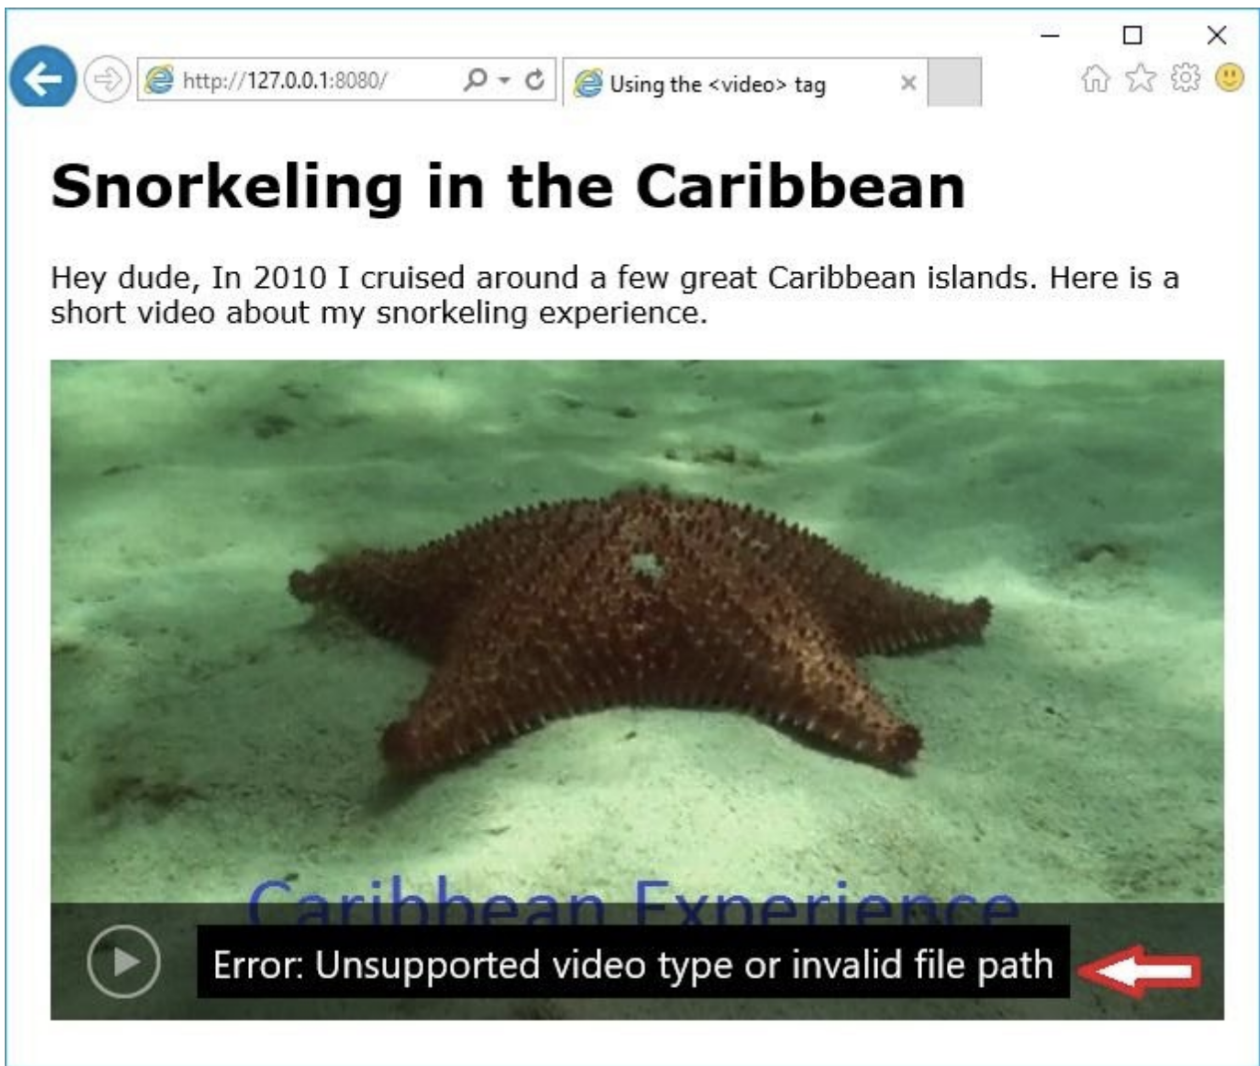 http://127.0.0.1:8080/
Using the <video> tag
Snorkeling in the Caribbean
Hey dude, In 2010 I cruised around a few great Caribbean islands. Here is a
short video about my snorkeling experience.
Caribbean Experience
Error: Unsupported video type or invalid file path